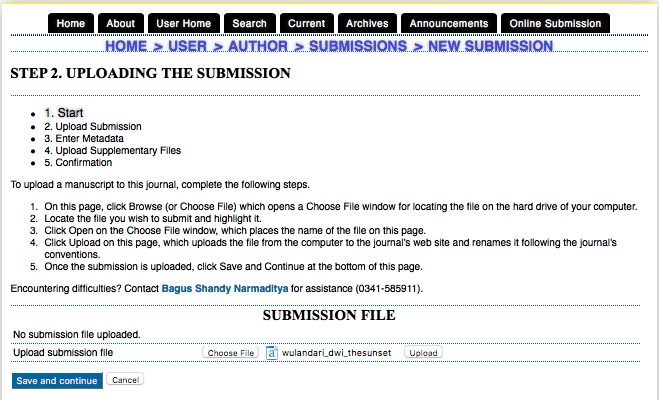 Home About User Home Search Current Archives Announcements Online Submission
HOME > USER > AUTHOR > SUBMISSIONS > NEW SUBMISSION
STEP 2. UPLOADING THE SUBMISSION
1. Start
2. Upload Submission
3. Enter Metadata
4. Upload Supplementary Files
5. Confirmation
To upload a manuscript to this journal, complete the following steps.
1. On this page, click Browse (or Choose File) which opens a Choose File window for locating the file on the hard drive of your computer.
2. Locate the file you wish to submit and highlight it.
3. Click Open on the Choose File window, which places the name of the file on this page.
4. Click Upload on this page, which uploads the file from the computer to the journal's web site and renames it following the journal's
conventions.
5. Once the submission is uploaded, click Save and Continue at the bottom of this page.
Encountering difficulties? Contact Bagus Shandy Narmaditya for assistance (0341-585911).
SUBMISSION FILE
No submission file uploaded.
Upload submission file Choose File wulandari_dwi_thesunset Upload
Save and continue Cancel